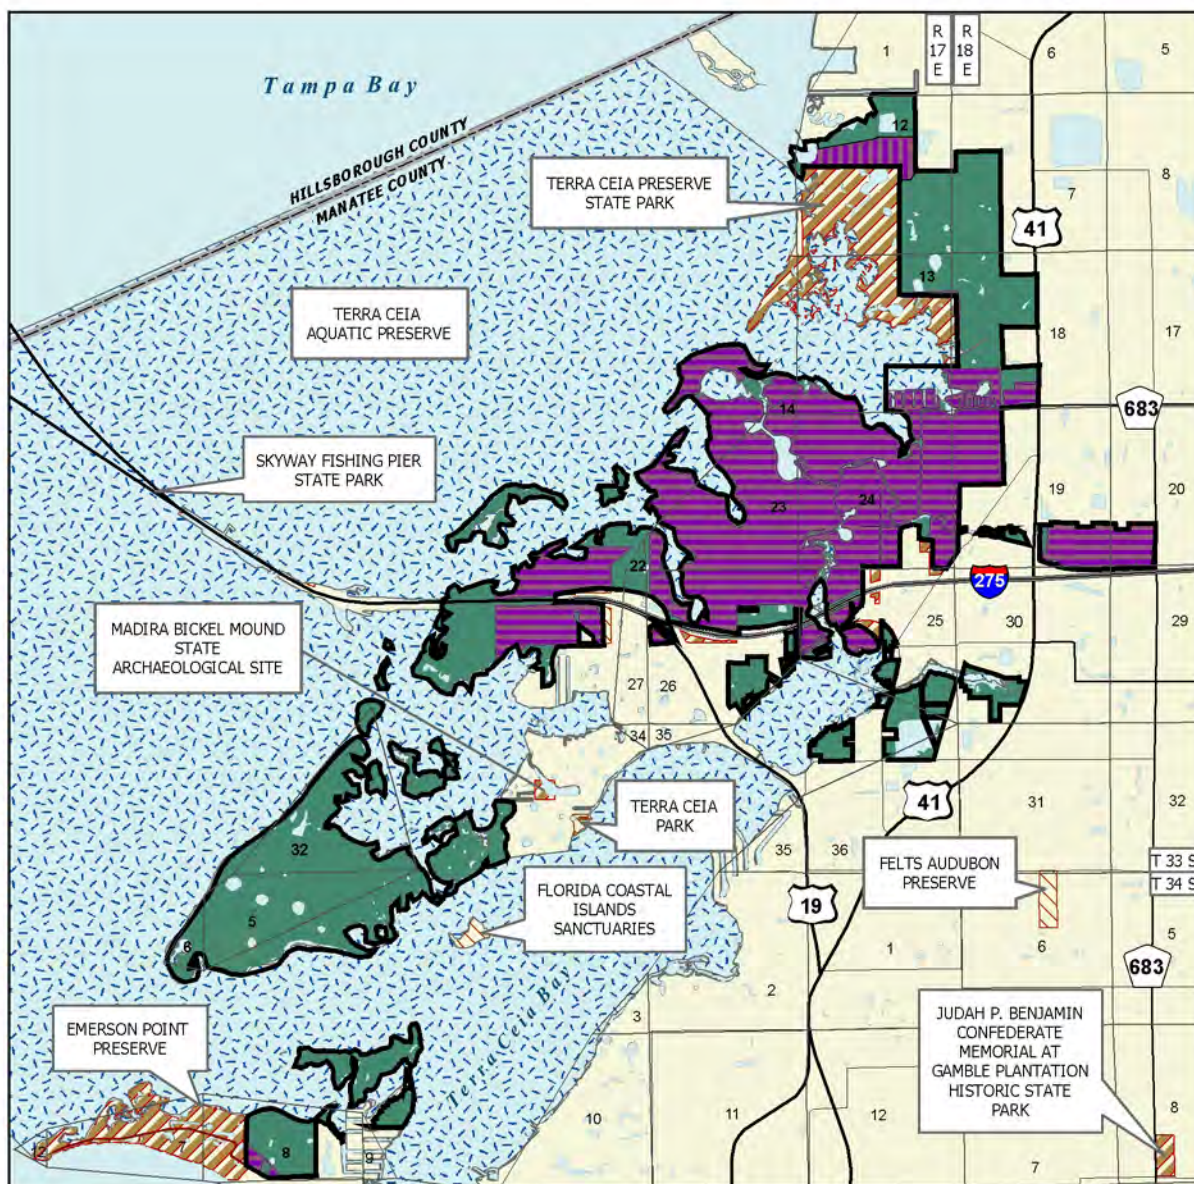 Tampa Bay
HILLSBOROUGH COUNTY
MANATEE COUNTY
R
17
E
R
18
E
1
6
5
12
TERRA CEIA PRESERVE
STATE PARK
8
7
41
TERRA CEIA
AQUATIC PRESERVE
13
18
17
683
14
SKYWAY FISHING PIER
STATE PARK
23
24
19
20
22
275
MADIRA BICKEL MOUND
STATE
ARCHAEOLOGICAL SITE
25
30
29
27
26
34
35
TERRA CEIA
PARK
41
31
32
32
35
36
FELTS AUDUBON
PRESERVE
T 33 S
T 34 S
FLORIDA COASTAL
ISLANDS
SANCTUARIES
19
5
6
1
6
5
683
2
3
Terra Ceia Bay
EMERSON POINT
PRESERVE
JUDAH P. BENJAMIN
CONFEDERATE
MEMORIAL AT
GAMBLE PLANTATION
HISTORIC STATE
PARK
10
11
12
8
12
7
8
9
7